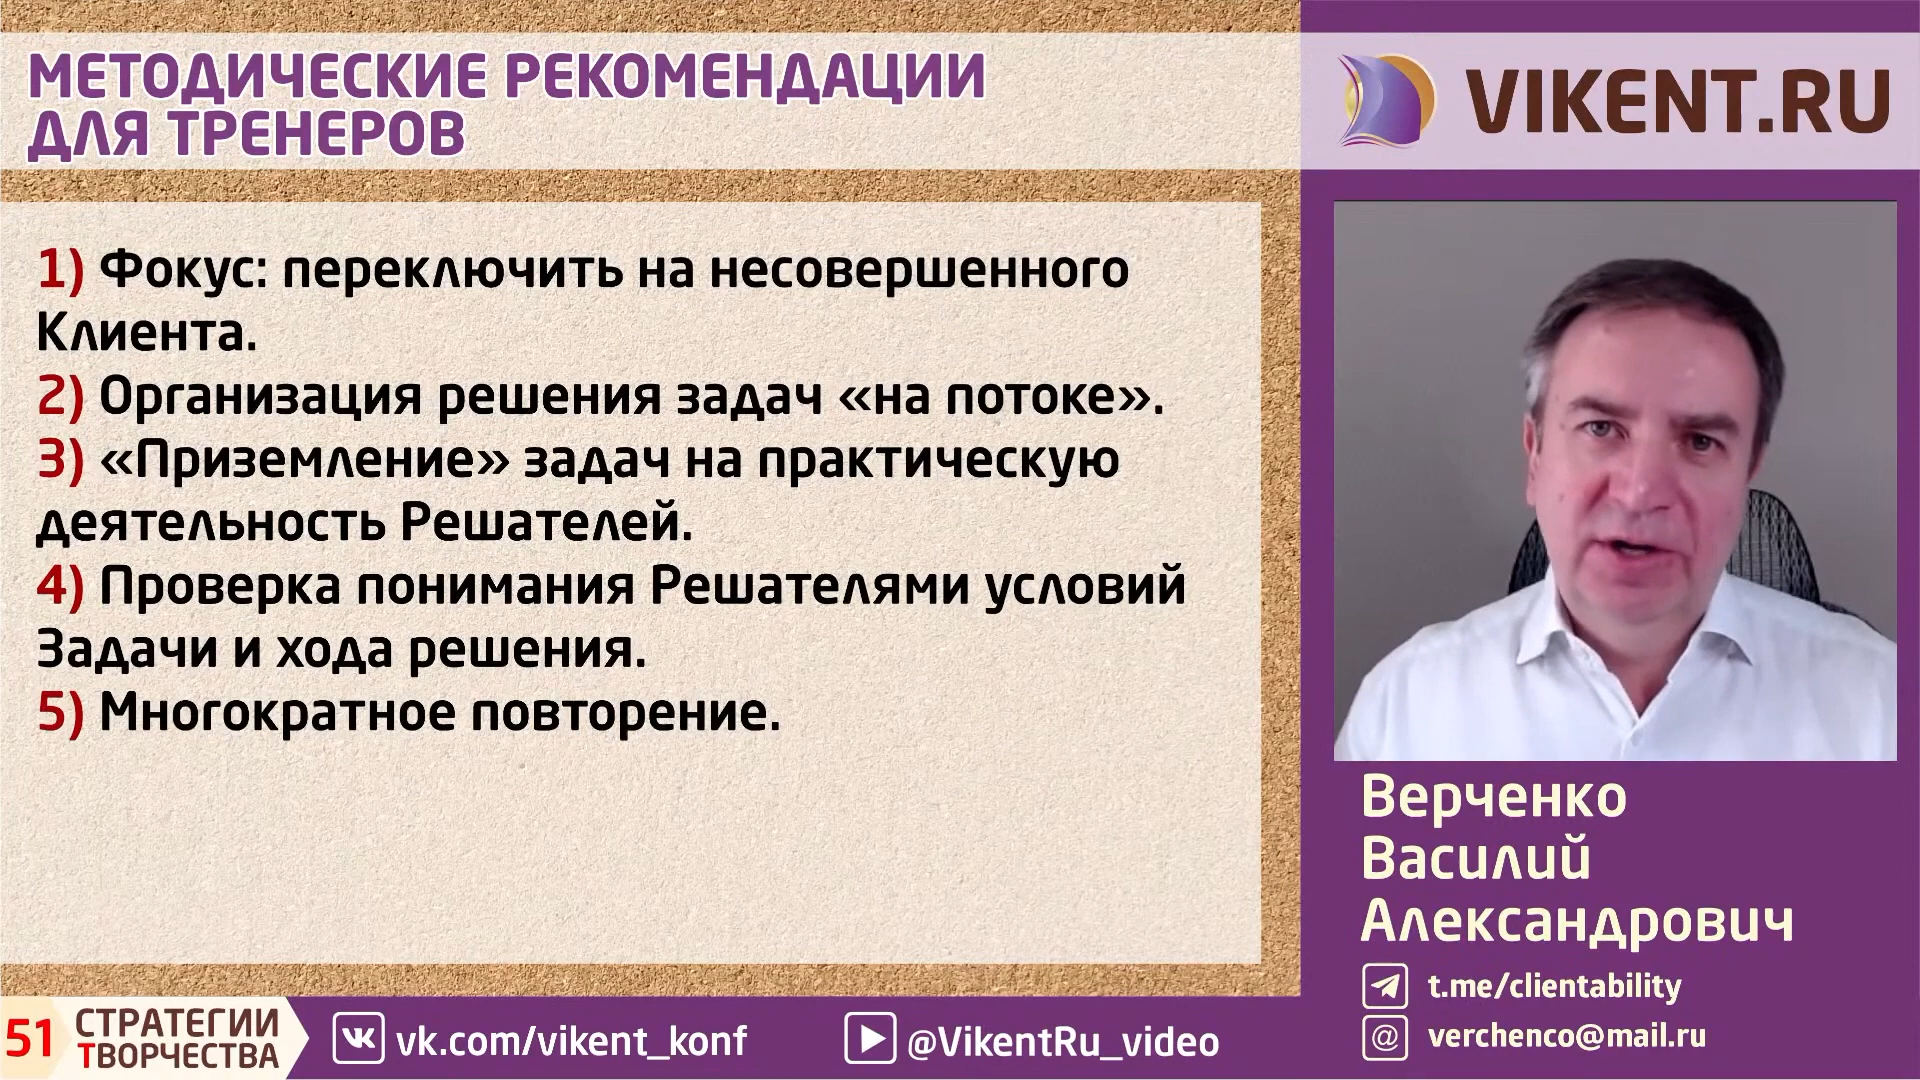 МЕТОДИЧЕСКИЕ РЕКОМЕНДАЦИИ
ДЛЯ ТРЕНЕРОВ
VIKENT.RU
1) Фокус: переключить на несовершенного
Клиента.
2) Организация решения задач «на потоке».
3) «Приземление» задач на практическую
деятельность Решателей.
4) Проверка понимания Решателями условий
Задачи и хода решения.
5) Многократное повторение.
Верченко
Василий
Александрович
t.me/clientability
verchenco@mail.ru
51
СТРАТЕГИИ
ТВОРЧЕСТВА
vk.com/vikent_konf
@VikentRu_video